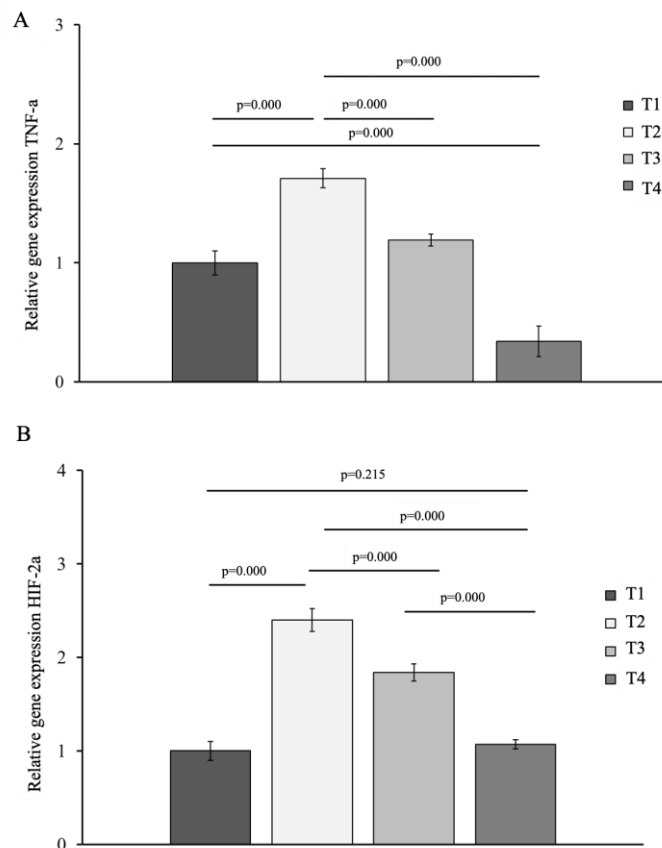 A
Relative gene expression TNF-a
3
2
1
0
p=0.000
p=0.000
p=0.000
p=0.000
T1
T2
T3
T4
B
Relative gene expression HIF-2a
4
3
2
1
0
p=0.215
p=0.000
p=0.000
p=0.000
p=0.000
T1
T2
T3
T4